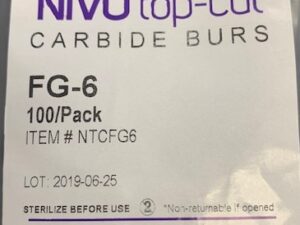 NIVO top-cut
CARBIDE BURS
FG-6
100/Pack
ITEM # NTCFG6
LOT: 2019-06-25
STERILIZE BEFORE USE ② *Non-returnable if opened